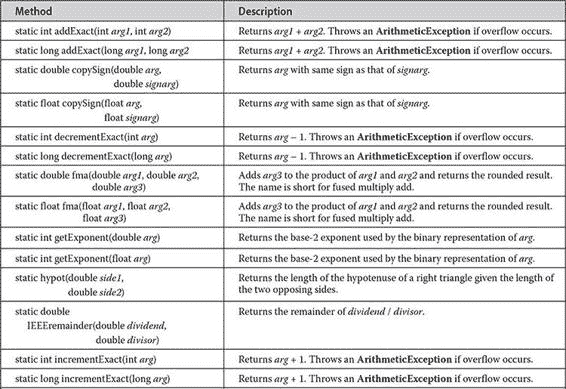 Method Description
static int addExact(int arg1, int arg2) Returns arg1 + arg2. Throws an ArithmeticException if overflow occurs.
static long addExact(long arg1, long arg2 Returns arg1 + arg2. Throws an ArithmeticException if overflow occurs.
static double copySign(double arg, Returns arg with same sign as that of signarg.
double signarg)
static float copySign(float arg, Returns arg with same sign as that of signarg.
float signarg)
static int decrementExact(int arg) Returns arg – 1. Throws an ArithmeticException if overflow occurs.
static long decrementExact(long arg) Returns arg – 1. Throws an ArithmeticException if overflow occurs.
static double fma(double arg1, double arg2, Adds arg3 to the product of arg1 and arg2 and returns the rounded result.
double arg3) The name is short for fused multiply add.
static float fma(float arg1, float arg2, Adds arg3 to the product of arg1 and arg2 and returns the rounded result.
float arg3) The name is short for fused multiply add.
static int getExponent(double arg) Returns the base-2 exponent used by the binary representation of arg.
static int getExponent(float arg) Returns the base-2 exponent used by the binary representation of arg.
static hypot(double side1, Returns the length of the hypotenuse of a right triangle given the length of
double side2) the two opposing sides.
static double Returns the remainder of dividend / divisor.
IEEEremainder(double dividend,
double divisor)
static int incrementExact(int arg) Returns arg + 1. Throws an ArithmeticException if overflow occurs.
static long incrementExact(long arg) Returns arg + 1. Throws an ArithmeticException if overflow occurs.